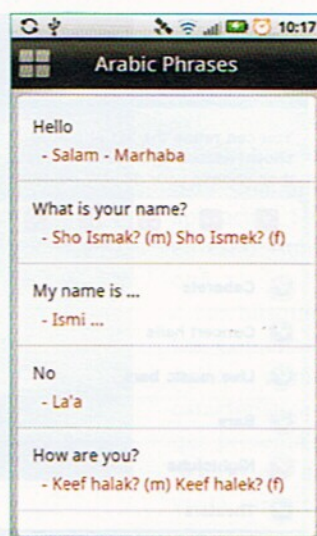 10:17
Arabic Phrases
Hello
- Salam - Marhaba
What is your name?
- Sho Ismak? (m) Sho Ismek? (f)
My name is ...
- Ismi ...
No
- La'a
How are you?
- Keef halak? (m) Keef halek? (f)